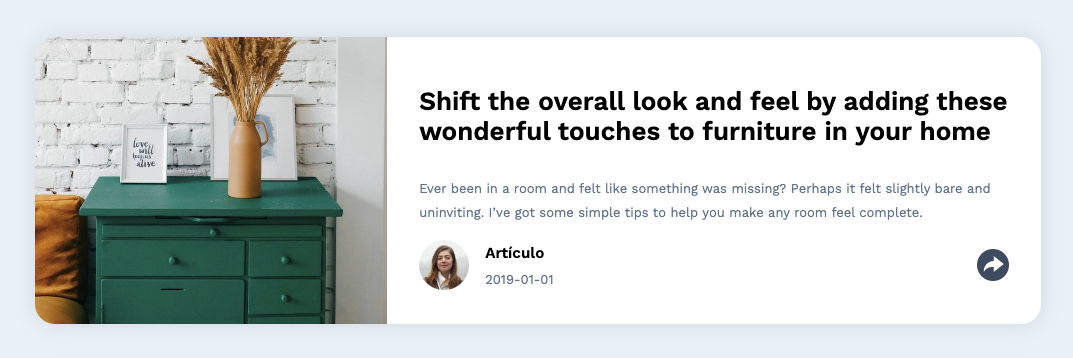 love
will
keep us
alive
Shift the overall look and feel by adding these
wonderful touches to furniture in your home
Ever been in a room and felt like something was missing? Perhaps it felt slightly bare and
uninviting. I’ve got some simple tips to help you make any room feel complete.
Artículo
2019-01-01